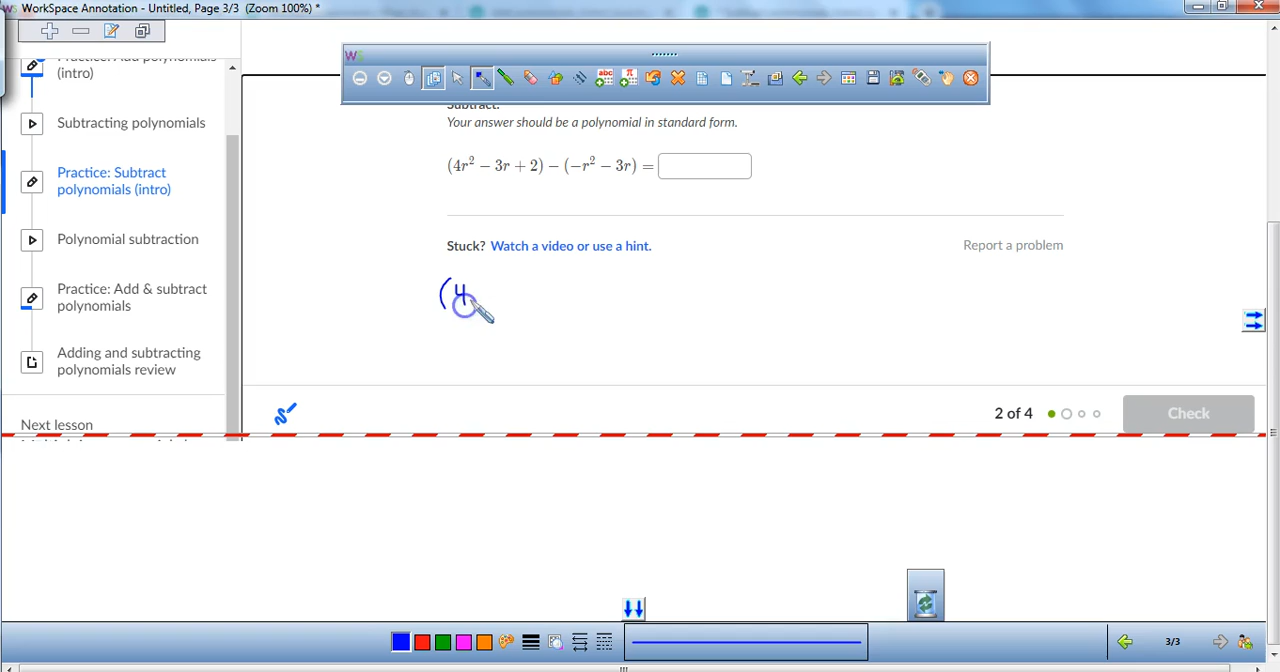 WorkSpace Annotation - Untitled, Page 3/3 (Zoom 100%) *
Practice: Add polynomials
(intro)
Subtracting polynomials
Practice: Subtract
polynomials (intro)
Polynomial subtraction
Practice: Add & subtract
polynomials
Adding and subtracting
polynomials review
Next lesson
Subtract.
Your answer should be a polynomial in standard form.
(4r² − 3r + 2) − (−r² − 3r) =
Stuck? Watch a video or use a hint.
Report a problem
(4
2 of 4
Check
3/3